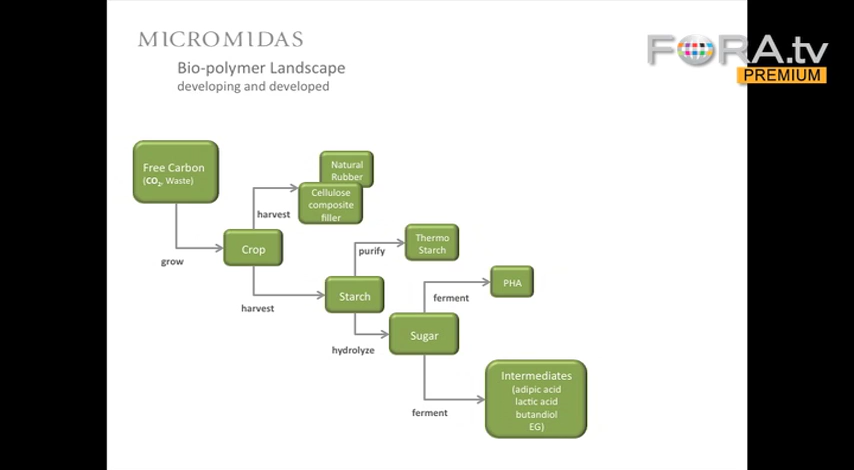 MICROMIDAS
FORA.tv
PREMIUM
Bio-polymer Landscape
developing and developed
Free Carbon
(CO2, Waste)
grow
Crop
harvest
Natural
Rubber
Cellulose
composite
filler
harvest
Starch
purify
Thermo
Starch
hydrolyze
Sugar
ferment
PHA
ferment
Intermediates
(adipic acid
lactic acid
butandiol
EG)